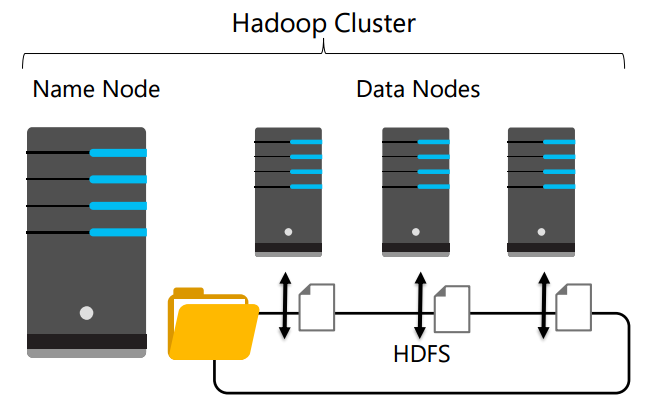 Hadoop Cluster
Name Node
Data Nodes
HDFS